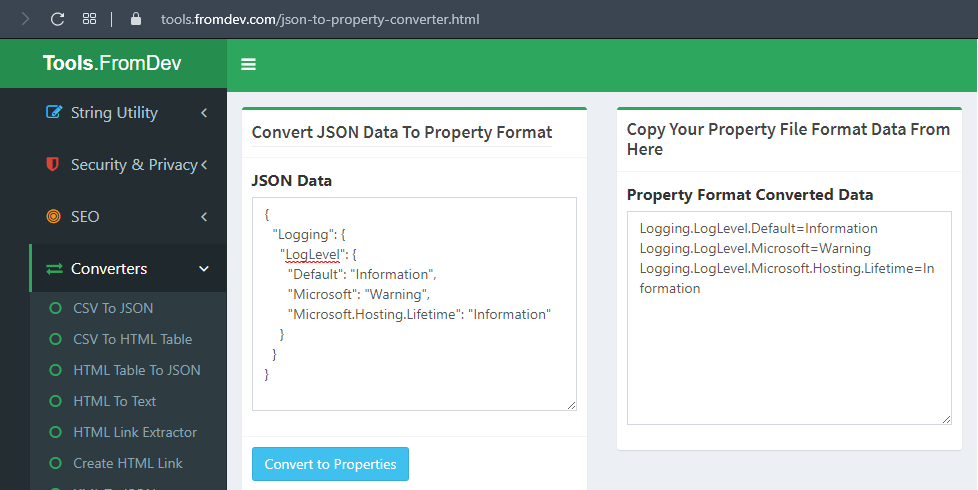 tools.fromdev.com/json-to-property-converter.html
Tools.FromDev
String Utility
Security & Privacy
SEO
Converters
CSV To JSON
CSV To HTML Table
HTML Table To JSON
HTML To Text
HTML Link Extractor
Create HTML Link
Convert JSON Data To Property Format
JSON Data
{
"Logging": {
"LogLevel": {
"Default": "Information",
"Microsoft": "Warning",
"Microsoft.Hosting.Lifetime": "Information"
}
}
}
Convert to Properties
Copy Your Property File Format Data From
Here
Property Format Converted Data
Logging.LogLevel.Default=Information
Logging.LogLevel.Microsoft=Warning
Logging.LogLevel.Microsoft.Hosting.Lifetime=In
formation